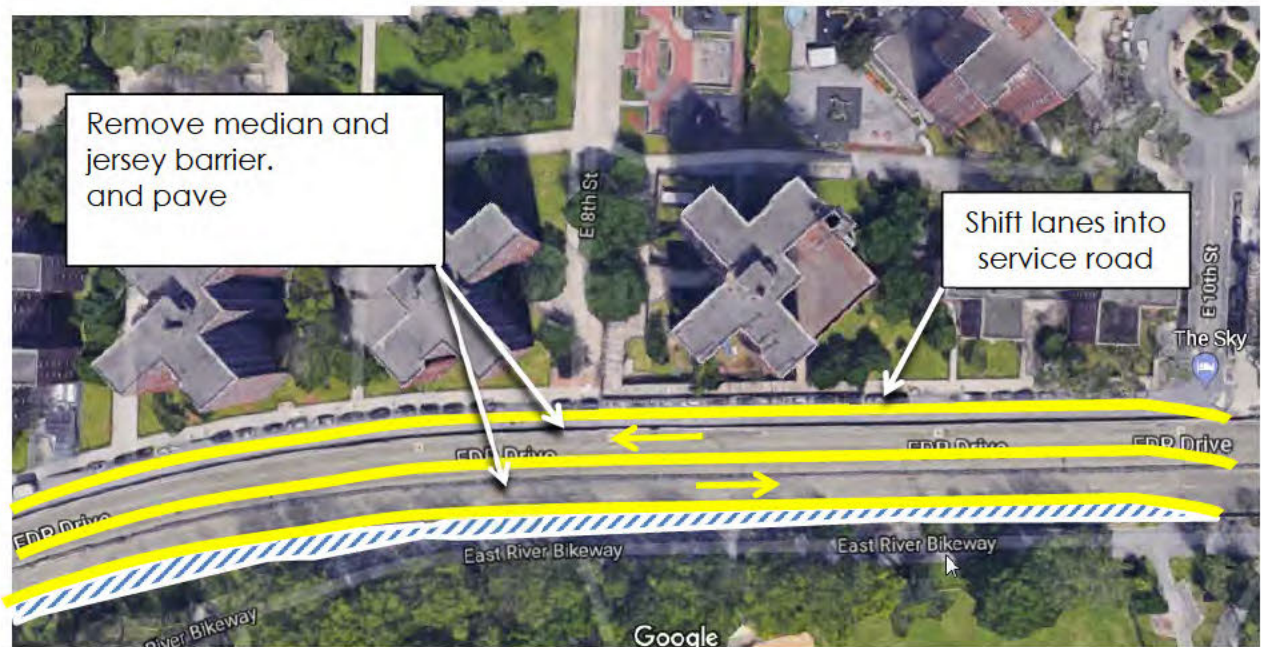 Remove median and
jersey barrier.
and pave
E 8th St
Shift lanes into
service road
E 10th St
The Sky
FDR Drive
FDR Drive
FDR Drive
FDR Drive
East River Bikeway
East River Bikeway
River Bikeway
Google